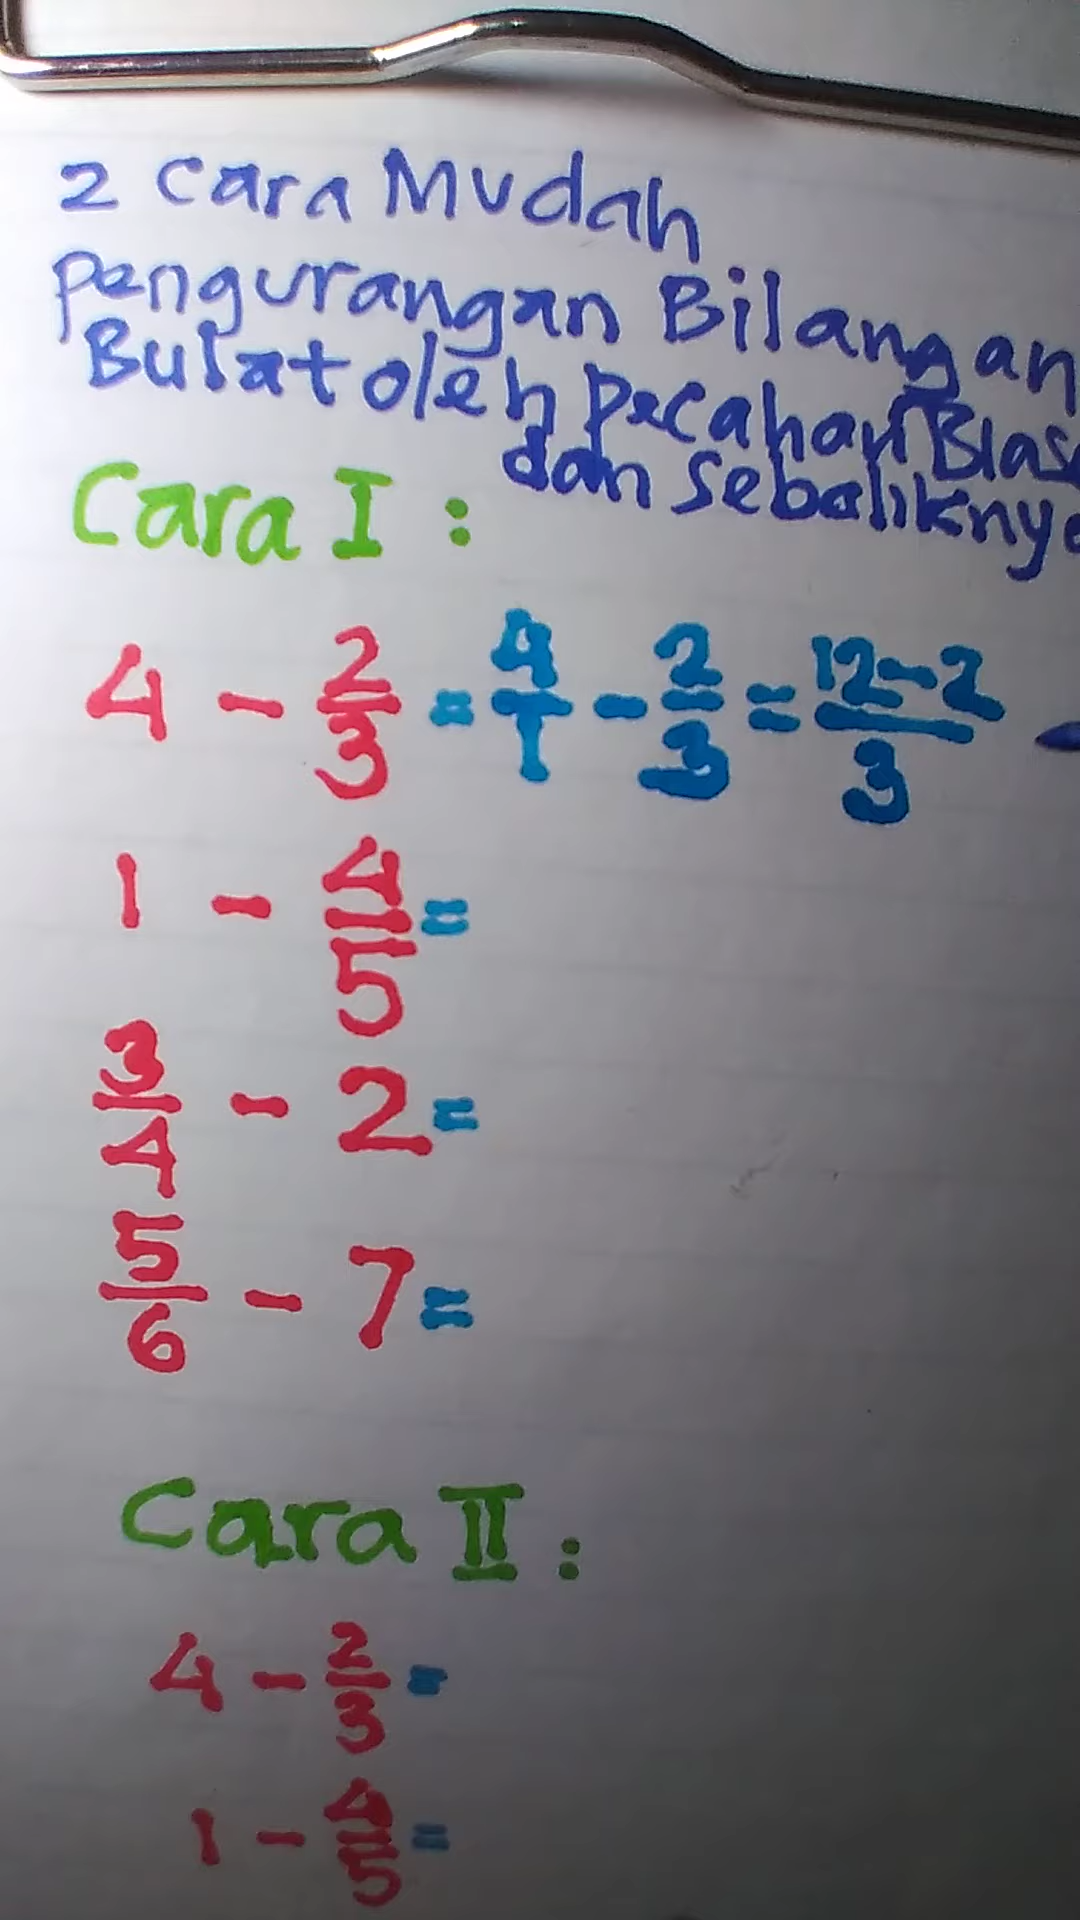 2 Cara Mudah
Pengurangan Bilangan
Bulat oleh Pecahan Bias
dan Sebaliknya
Cara I :
4 - 2/3 = 4/1 - 2/3 = 12-2/3
1 - 4/5 =
3/4 - 2 =
5/6 - 7 =
Cara II :
4 - 2/3 =
1 - 4/5 =